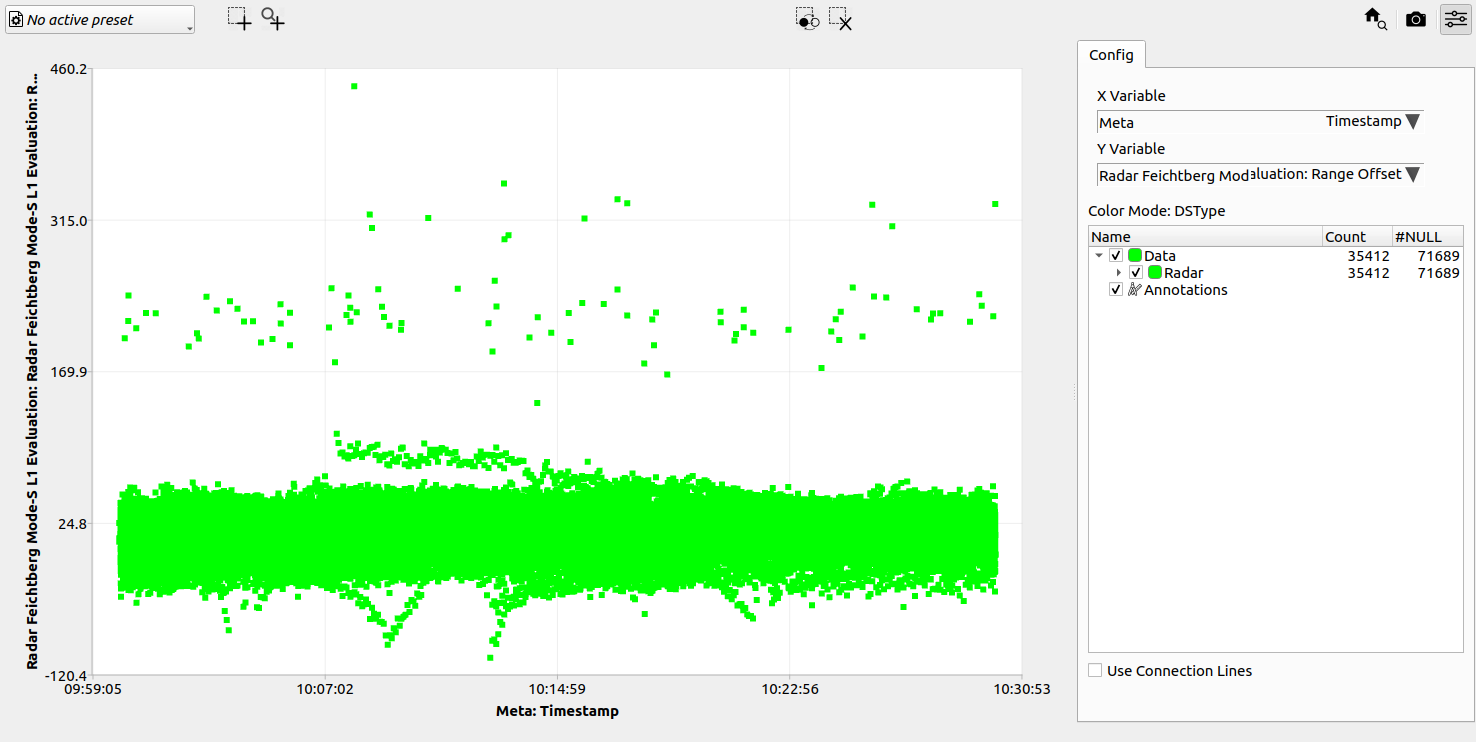 No active preset
Config
X Variable
Meta Timestamp
Y Variable
Radar Feichtberg Mod aluation: Range Offset
Color Mode: DSType
Name Count #NULL
Data 35412 71689
Radar 35412 71689
Annotations
Use Connection Lines
Radar Feichtberg Mode-S L1 Evaluation: Radar Feichtberg Mode-S L1 Evaluation: R...
460.2
315.0
169.9
24.8
-120.4
09:59:05 10:07:02 10:14:59 10:22:56 10:30:53
Meta: Timestamp